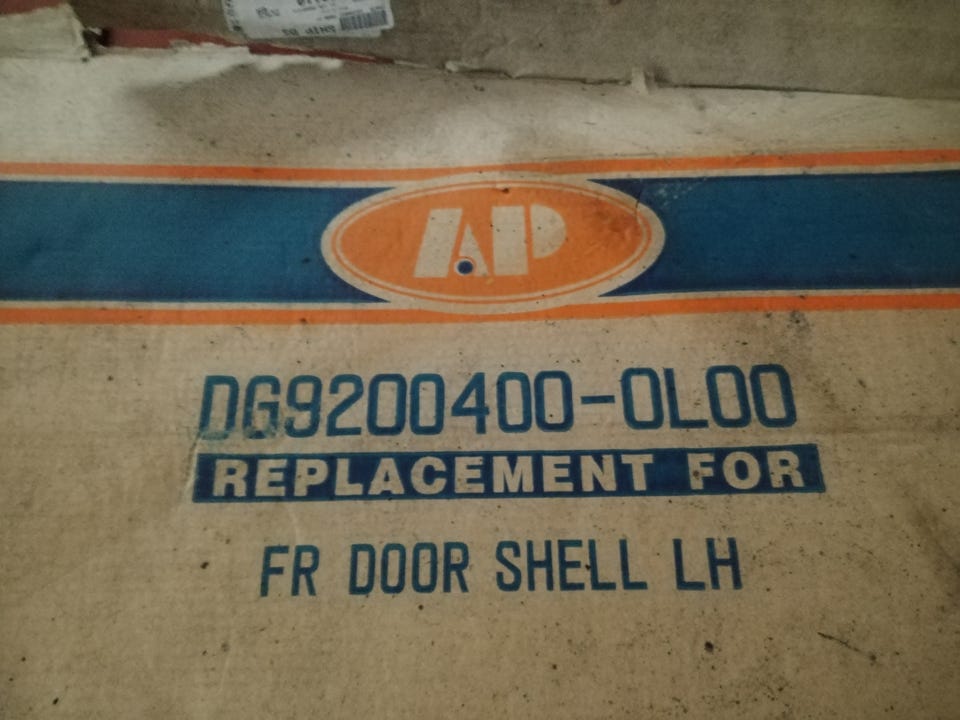 AP
DG9200400-0L00
REPLACEMENT FOR
FR DOOR SHELL LH